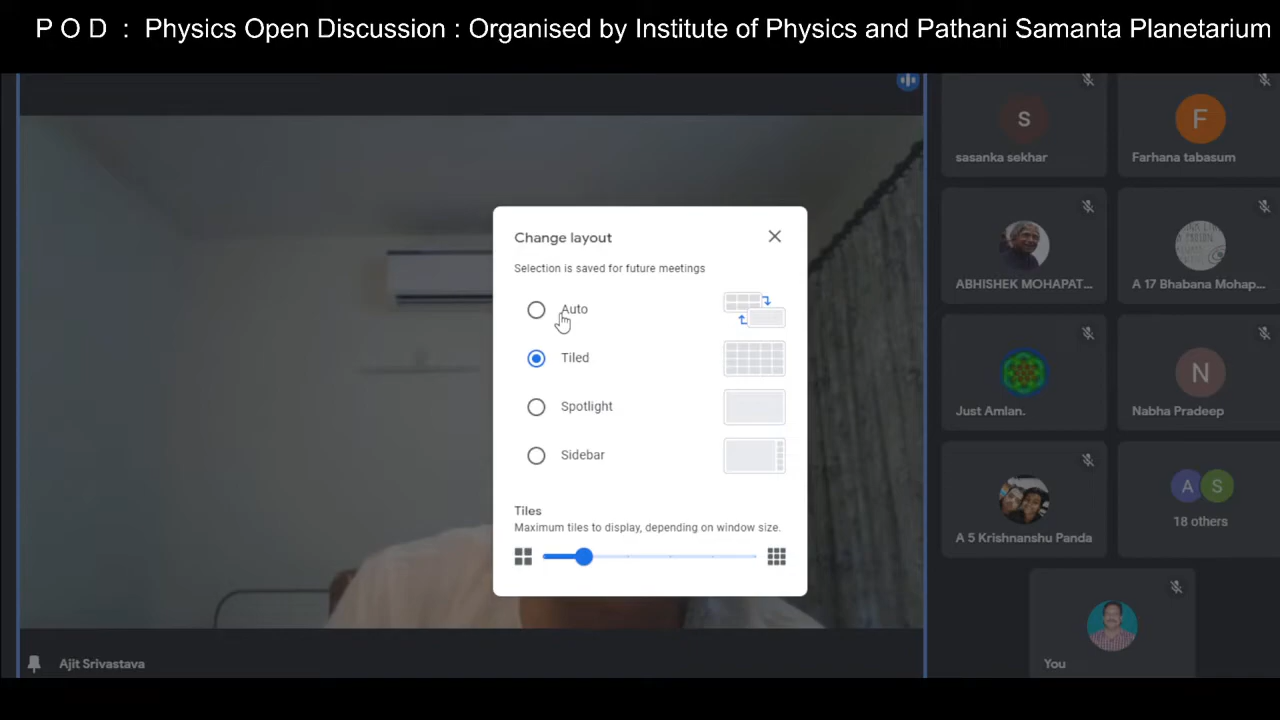 P O D : Physics Open Discussion : Organised by Institute of Physics and Pathani Samanta Planetarium
S
sasanka sekhar
F
Farhana tabasum
ABHISHEK MOHAPAT...
A 17 Bhabana Mohap...
Just Amlan.
N
Nabha Pradeep
A 5 Krishnanshu Panda
A S
18 others
You
Change layout
Selection is saved for future meetings
Auto
Tiled
Spotlight
Sidebar
Tiles
Maximum tiles to display, depending on window size.
Ajit Srivastava